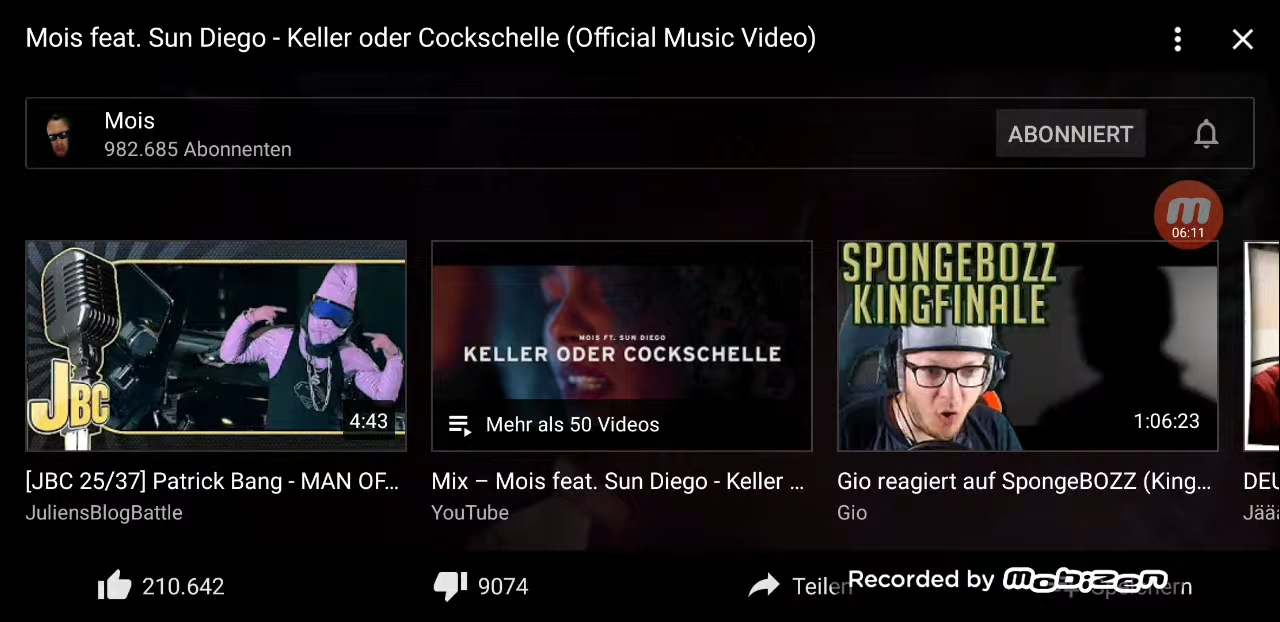 Mois feat. Sun Diego - Keller oder Cockschelle (Official Music Video)
Mois
982.685 Abonnenten
ABONNIERT
m
06:11
JBC
4:43
MOIS FT. SUN DIEGO
KELLER ODER COCKSCHELLE
Mehr als 50 Videos
SPONGEBOZZ
KINGFINALE
1:06:23
[JBC 25/37] Patrick Bang - MAN OF...
JuliensBlogBattle
Mix – Mois feat. Sun Diego - Keller ...
YouTube
Gio reagiert auf SpongeBOZZ (King...
Gio
DEU
Jäää
210.642
9074
Teilen
Recorded by mobizen
Speichern